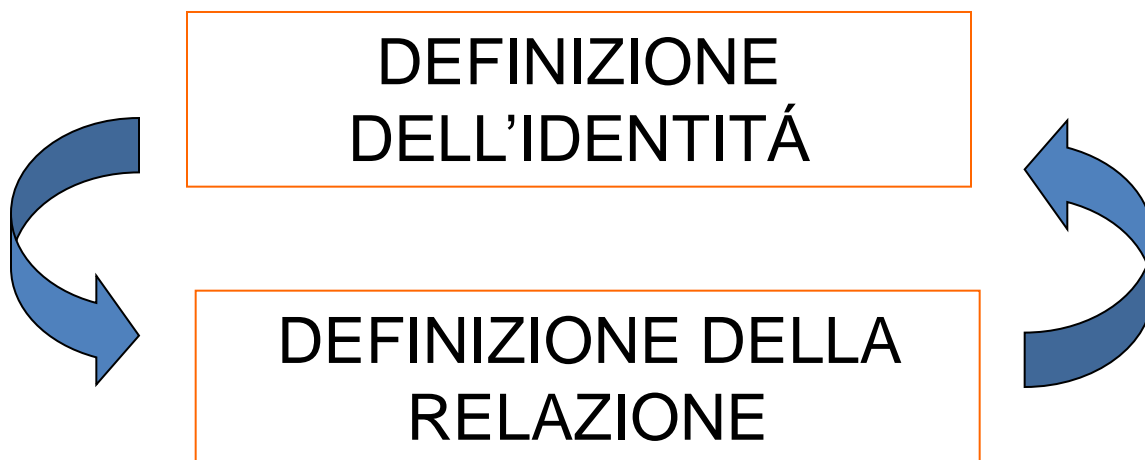 DEFINIZIONE
DELL’IDENTITÁ
DEFINIZIONE DELLA
RELAZIONE